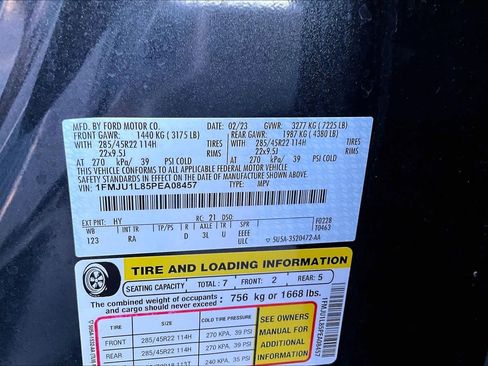 MFD. BY FORD MOTOR CO.
02/23 GVWR: 3277 KG (7225 LB)
FRONT GAWR: 1440 KG (3175 LB) REAR GAWR: 1987 KG (4380 LB)
WITH 285/45R22 114H TIRES WITH 285/45R22 114H TIRES
22x9.5J RIMS 22x9.5J RIMS
AT 270 kPa/ 39 PSI COLD AT 270 kPa/ 39 PSI COLD
THIS VEHICLE CONFORMS TO ALL APPLICABLE FEDERAL MOTOR VEHICLE
SAFETY STANDARDS IN EFFECT ON THE DATE OF MANUFACTURE SHOWN ABOVE.
VIN: 1FMJU1L85PEA08457 TYPE: MPV
EXT PNT: HY RC: 21 DSO: F0228
WB INT TR TP/PS R AXLE TR SPR T0463
123 D 3L U EEEE
ULC 5U5A-3520472-AA
TIRE AND LOADING INFORMATION
SEATING CAPACITY TOTAL: 7 FRONT: 2 REAR: 5
The combined weight of occupants and cargo should never exceed 756 kg or 1668 lbs.
TIRE SIZE COLD TIRE PRESSURE
FRONT 285/45R22 114H 270 KPA, 39 PSI
REAR 285/45R22 114H 270 KPA, 39 PSI
240 KPA, 35 PSI
SEE OWNERS
MANUAL FOR
ADDITIONAL
INFORMATION
1FMJU1L85PEA08457